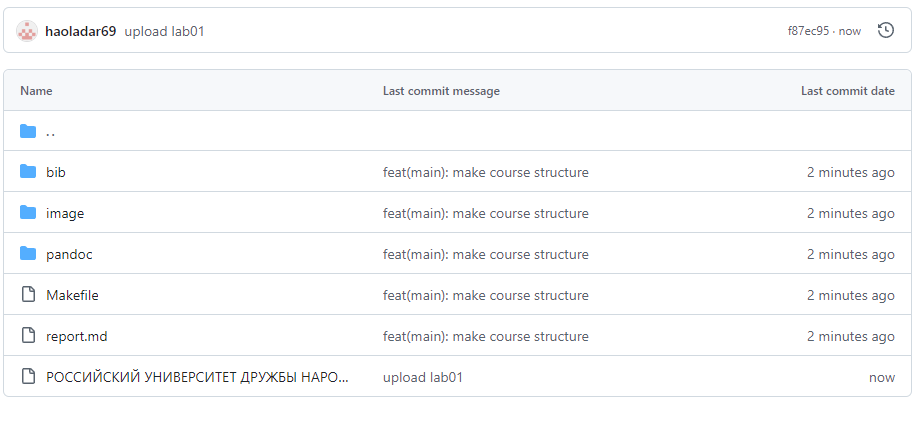 haoladar69 upload lab01 f87ec95 · now
Name Last commit message Last commit date
..
bib feat(main): make course structure 2 minutes ago
image feat(main): make course structure 2 minutes ago
pandoc feat(main): make course structure 2 minutes ago
Makefile feat(main): make course structure 2 minutes ago
report.md feat(main): make course structure 2 minutes ago
РОССИЙСКИЙ УНИВЕРСИТЕТ ДРУЖБЫ НАРО... upload lab01 now